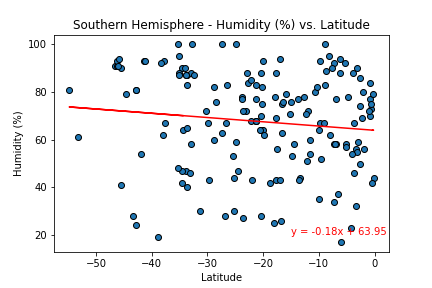 Southern Hemisphere - Humidity (%) vs. Latitude
100
80
60
40
20
Humidity (%)
y = -0.18x + 63.95
−50
−40
−30
−20
−10
0
Latitude